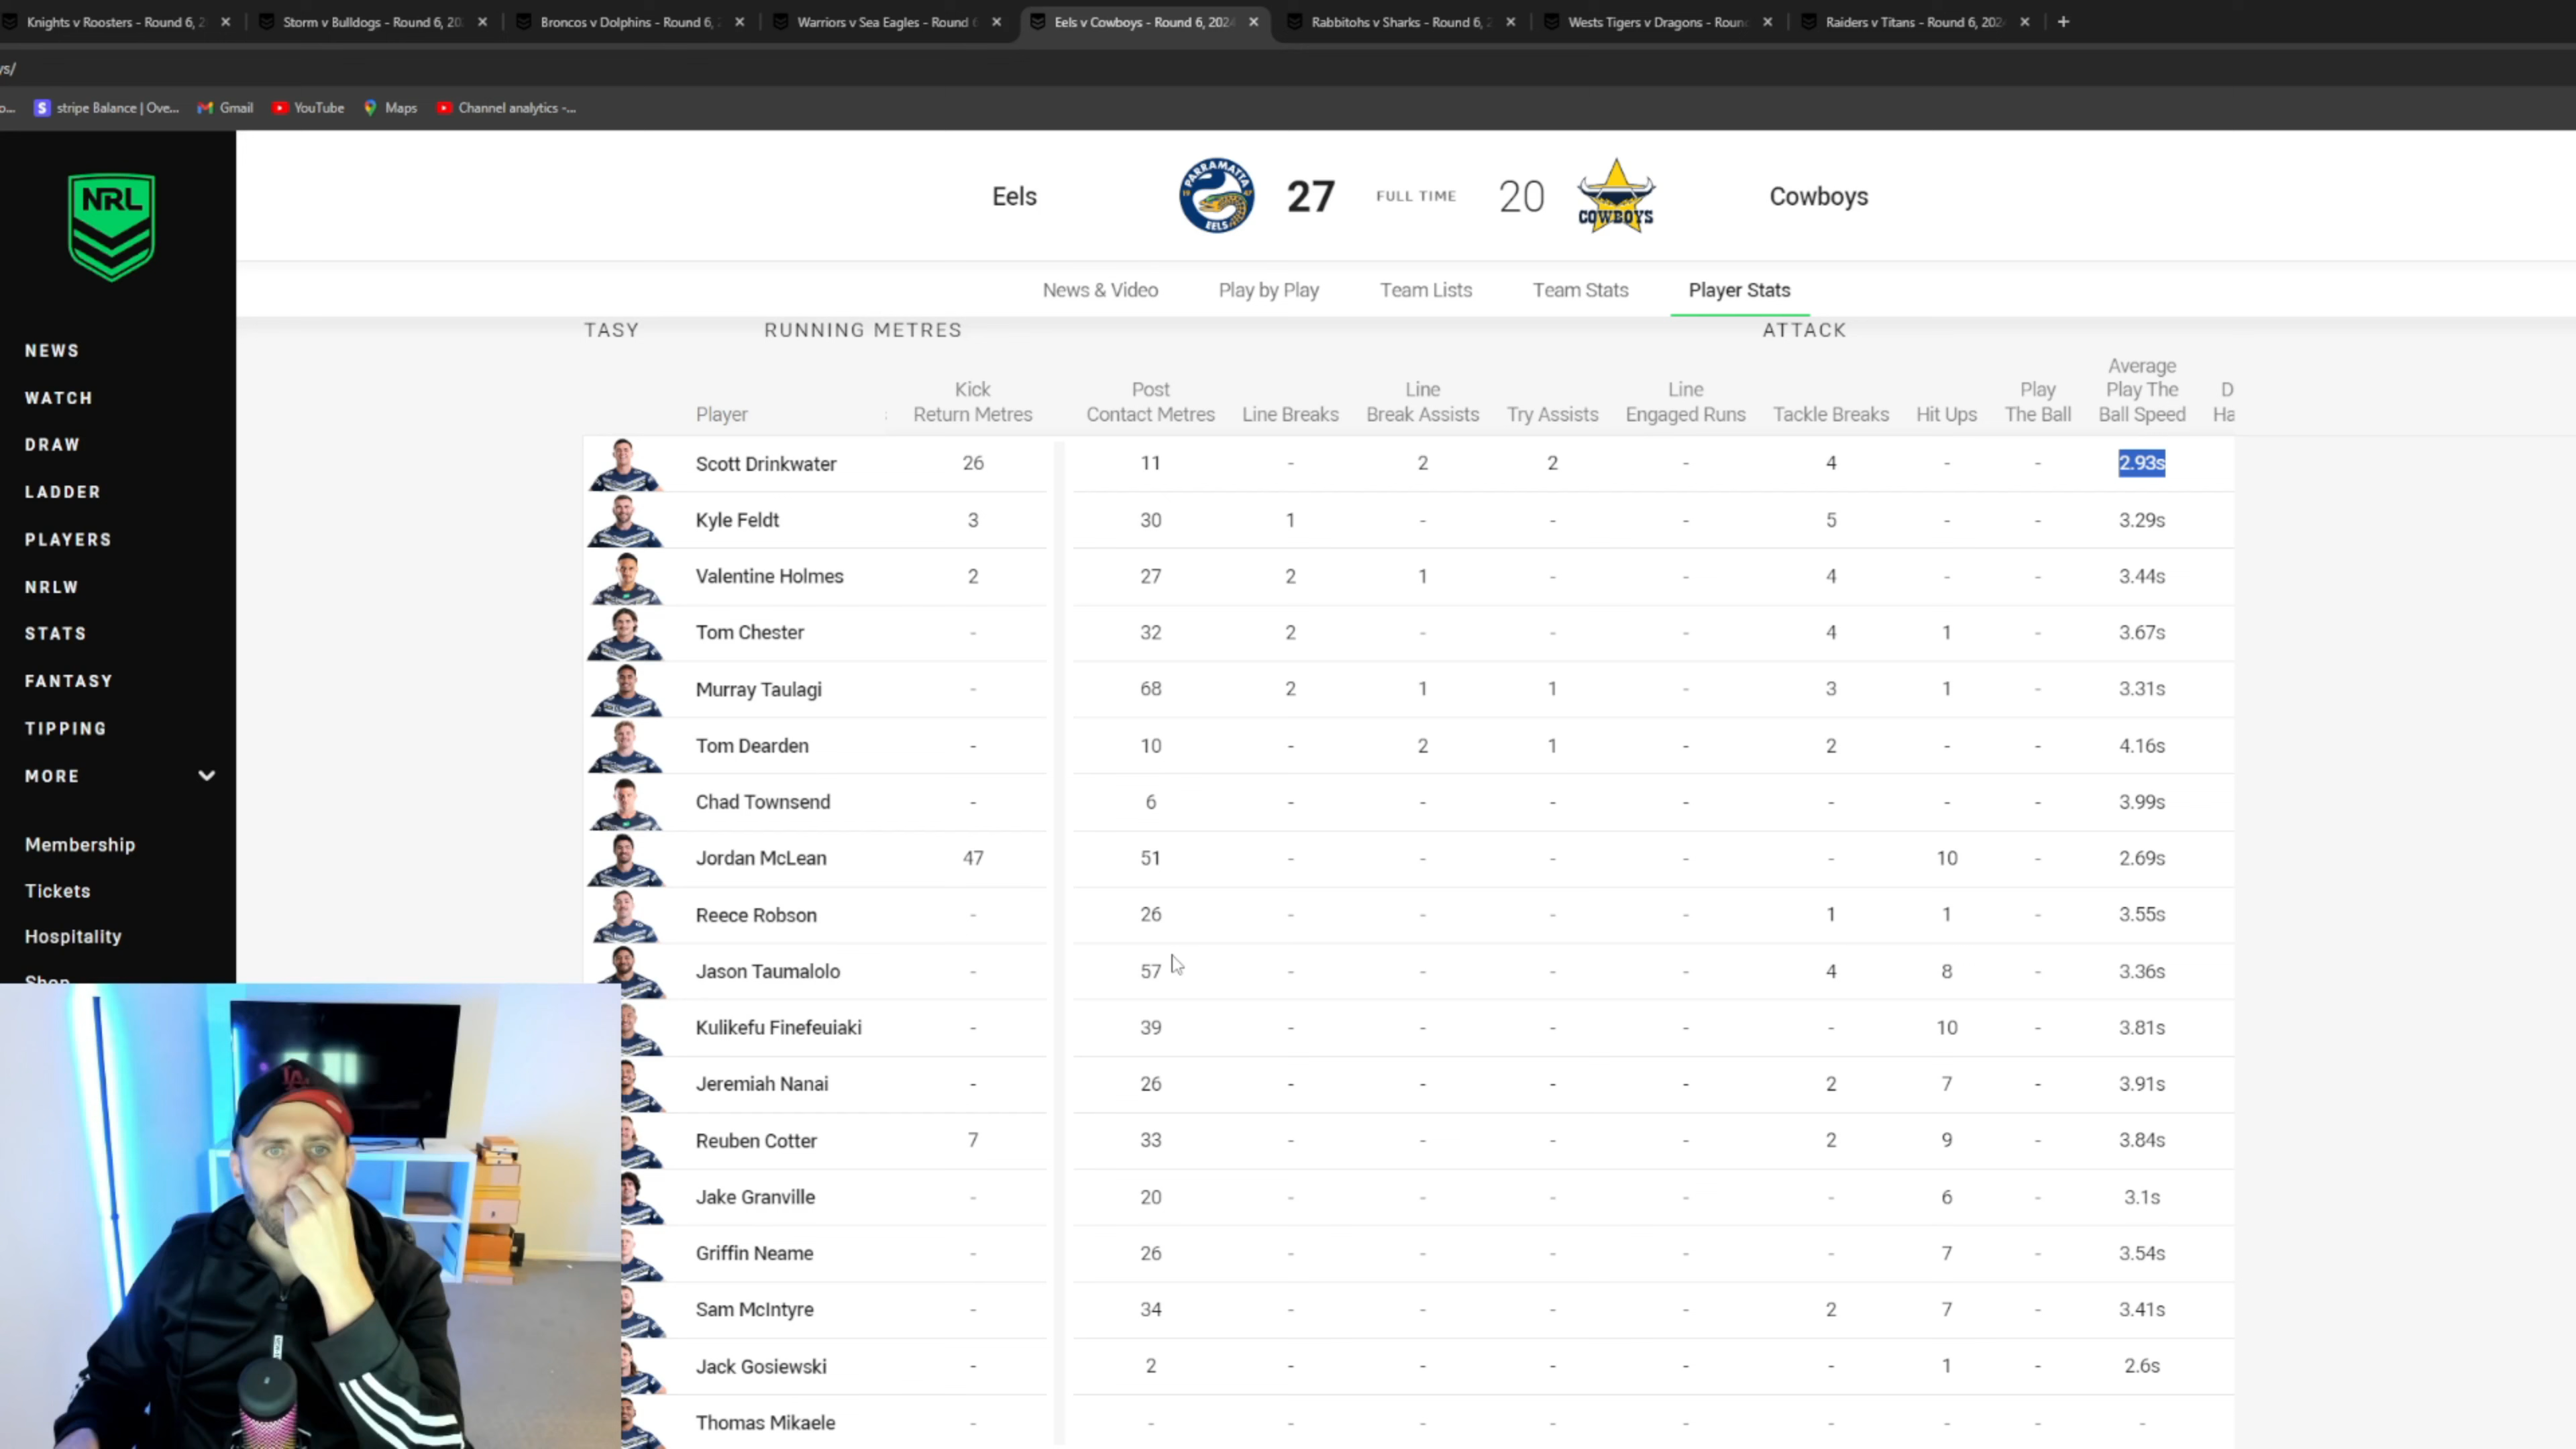 Knights v Roosters - Round 6, 2 × Storm v Bulldogs - Round 6, 20 × Broncos v Dolphins - Round 6, × Warriors v Sea Eagles - Round 6 × Eels v Cowboys - Round 6, 2024 × Rabbitohs v Sharks - Round 6, 2 × Wests Tigers v Dragons - Roun × Raiders v Titans - Round 6, 202 × +
ys/
o... S stripe Balance | Ove... Gmail YouTube Maps Channel analytics -...
NRL
Eels PARRAMATTA EELS 27 FULL TIME 20 COWBOYS Cowboys
News & Video Play by Play Team Lists Team Stats Player Stats
TASY RUNNING METRES ATTACK
Player Kick Return Metres Post Contact Metres Line Breaks Line Break Assists Try Assists Line Engaged Runs Tackle Breaks Hit Ups Play The Ball Average Play The Ball Speed D Ha
Scott Drinkwater 26 11 - 2 2 - 4 - - 2.93s
Kyle Feldt 3 30 1 - - - 5 - - 3.29s
Valentine Holmes 2 27 2 1 - - 4 - - 3.44s
Tom Chester - 32 2 - - - 4 1 - 3.67s
Murray Taulagi - 68 2 1 1 - 3 1 - 3.31s
Tom Dearden - 10 - 2 1 - 2 - - 4.16s
Chad Townsend - 6 - - - - - - - 3.99s
Jordan McLean 47 51 - - - - - 10 - 2.69s
Reece Robson - 26 - - - - 1 1 - 3.55s
Jason Taumalolo - 57 - - - - 4 8 - 3.36s
Kulikefu Finefeuiaki - 39 - - - - - 10 - 3.81s
Jeremiah Nanai - 26 - - - - 2 7 - 3.91s
Reuben Cotter 7 33 - - - - 2 9 - 3.84s
Jake Granville - 20 - - - - - 6 - 3.1s
Griffin Neame - 26 - - - - - 7 - 3.54s
Sam McIntyre - 34 - - - - 2 7 - 3.41s
Jack Gosiewski - 2 - - - - - 1 - 2.6s
Thomas Mikaele - - - - - - - - - -
NEWS
WATCH
DRAW
LADDER
PLAYERS
NRLW
STATS
FANTASY
TIPPING
MORE
Membership
Tickets
Hospitality
Shop
LA